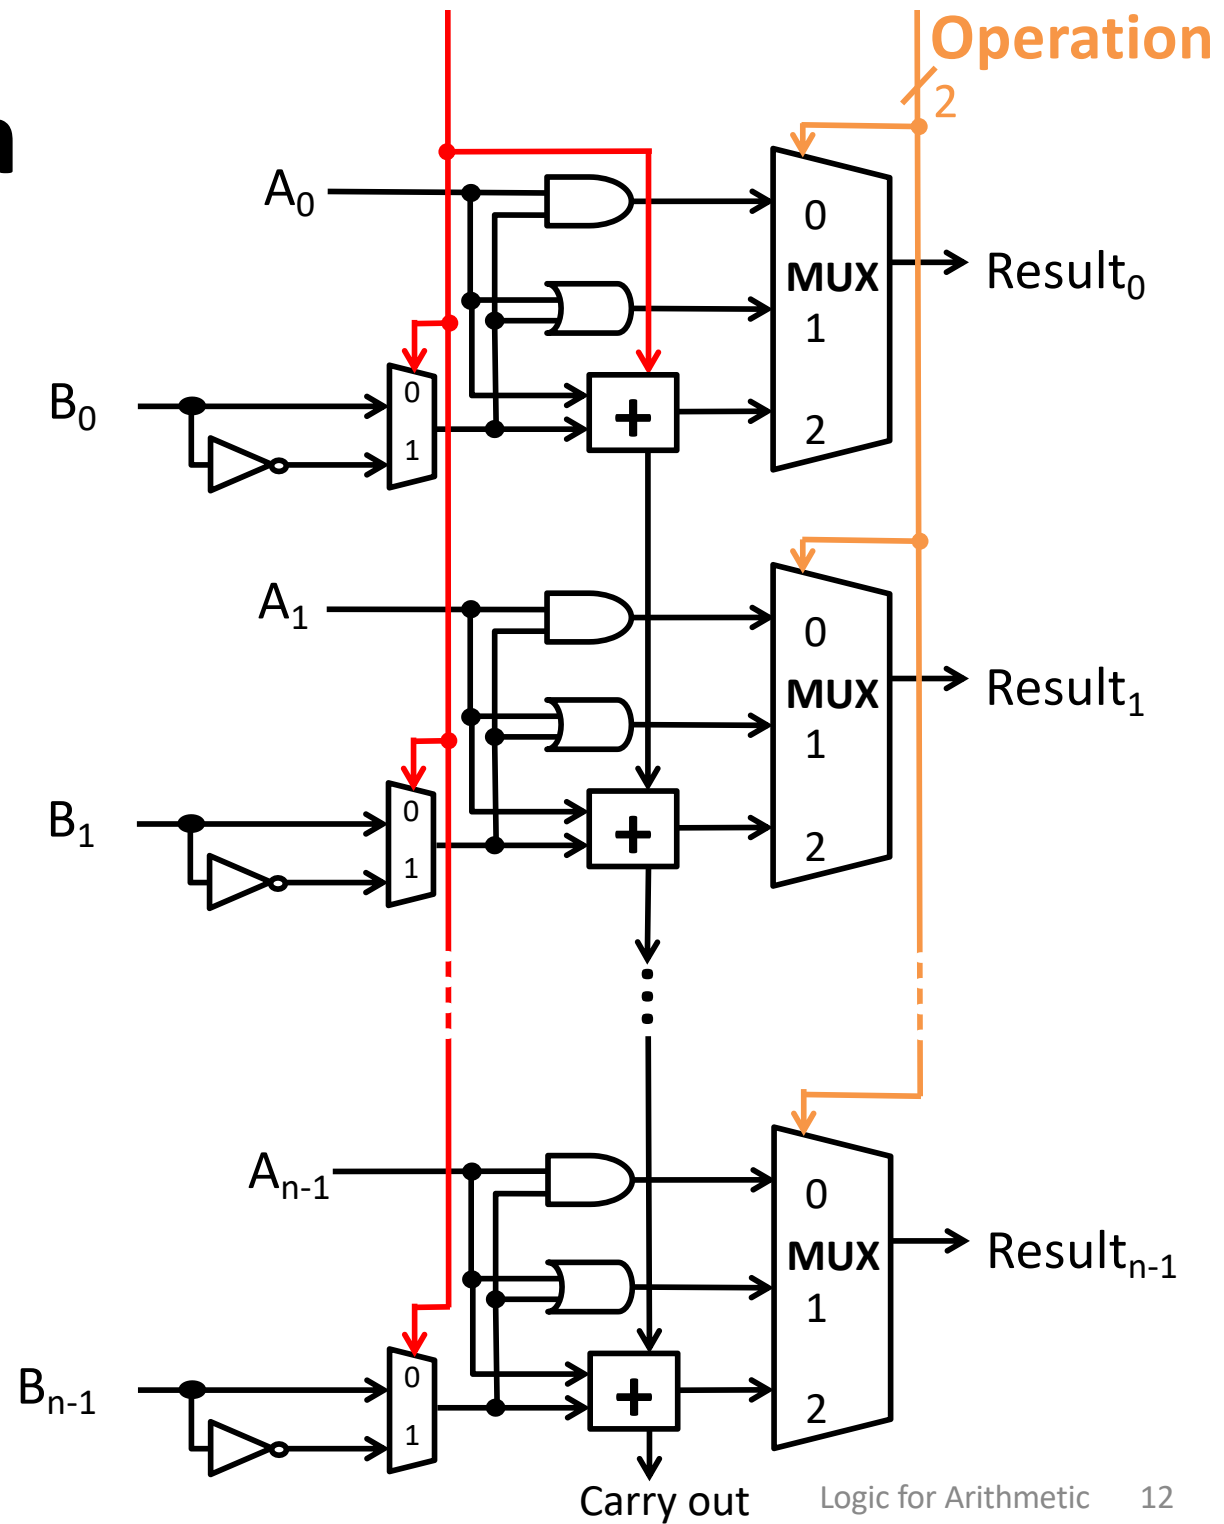 n
Operation
2
A0
0
MUX
1
2
Result0
B0
0
1
+
A1
0
MUX
1
2
Result1
B1
0
1
+
An-1
0
MUX
1
2
Resultn-1
Bn-1
0
1
+
Carry out
Logic for Arithmetic 12